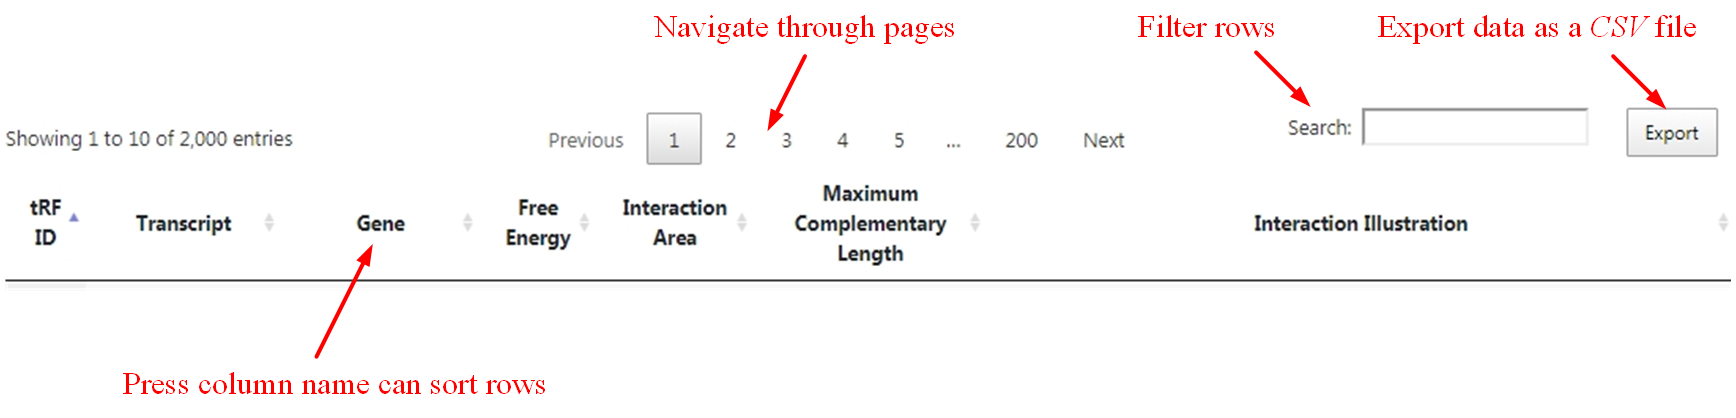 Navigate through pages
Filter rows
Export data as a CSV file
Showing 1 to 10 of 2,000 entries
Previous 1 2 3 4 5 ... 200 Next
Search:
Export
tRF
ID
Transcript
Gene
Free
Energy
Interaction
Area
Maximum
Complementary
Length
Interaction Illustration
Press column name can sort rows